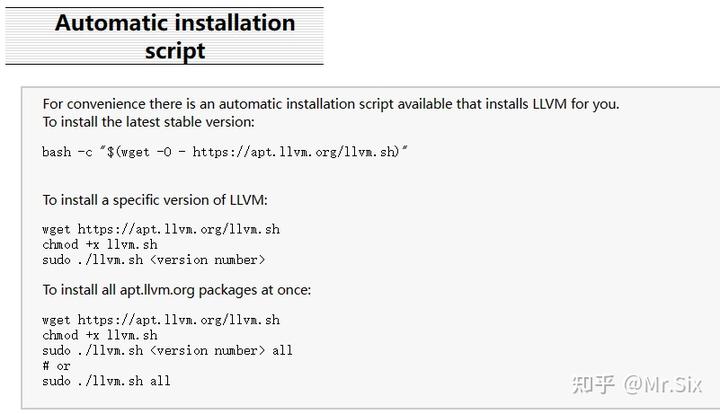 Automatic installation
script
For convenience there is an automatic installation script available that installs LLVM for you.
To install the latest stable version:
bash -c "$(wget -O - https://apt.llvm.org/llvm.sh)"
To install a specific version of LLVM:
wget https://apt.llvm.org/llvm.sh
chmod +x llvm.sh
sudo ./llvm.sh <version number>
To install all apt.llvm.org packages at once:
wget https://apt.llvm.org/llvm.sh
chmod +x llvm.sh
sudo ./llvm.sh <version number> all
# or
sudo ./llvm.sh all
知乎 @Mr.Six